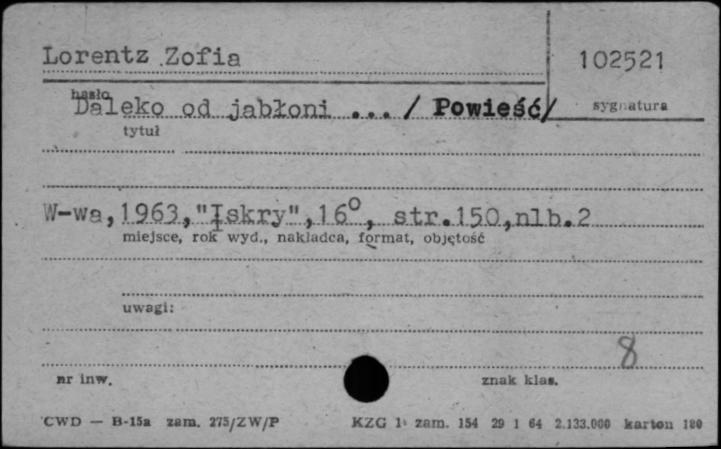 Lorentz Zofia
102521
hasło
Daleko od jabłoni ... / Powieść/
sygnatura
tytuł
W-wa, 1963, "Iskry", 16°, str. 150, nlb. 2
miejsce, rok wyd., nakładca, format, objętość
uwagi:
8
nr inw.
znak klas.
CWD — B-15a zam. 275/ZW/P
KZG 1 zam. 154 29 1 64 2.133.000 karton 180